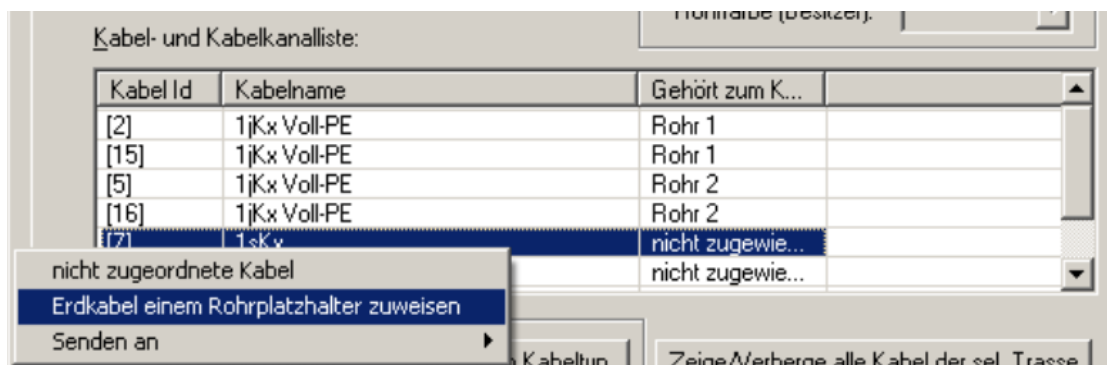 Kabel- und Kabelkanalliste:
Kabel Id Kabelname Gehört zum K...
[2] 1jKx Voll-PE Rohr 1
[15] 1jKx Voll-PE Rohr 1
[5] 1jKx Voll-PE Rohr 2
[16] 1jKx Voll-PE Rohr 2
[7] 1sKx nicht zugewie...
nicht zugewie...
nicht zugeordnete Kabel
Erdkabel einem Rohrplatzhalter zuweisen
Senden an
Kabeltyp
Zeige/Verberge alle Kabel der sel. Trasse